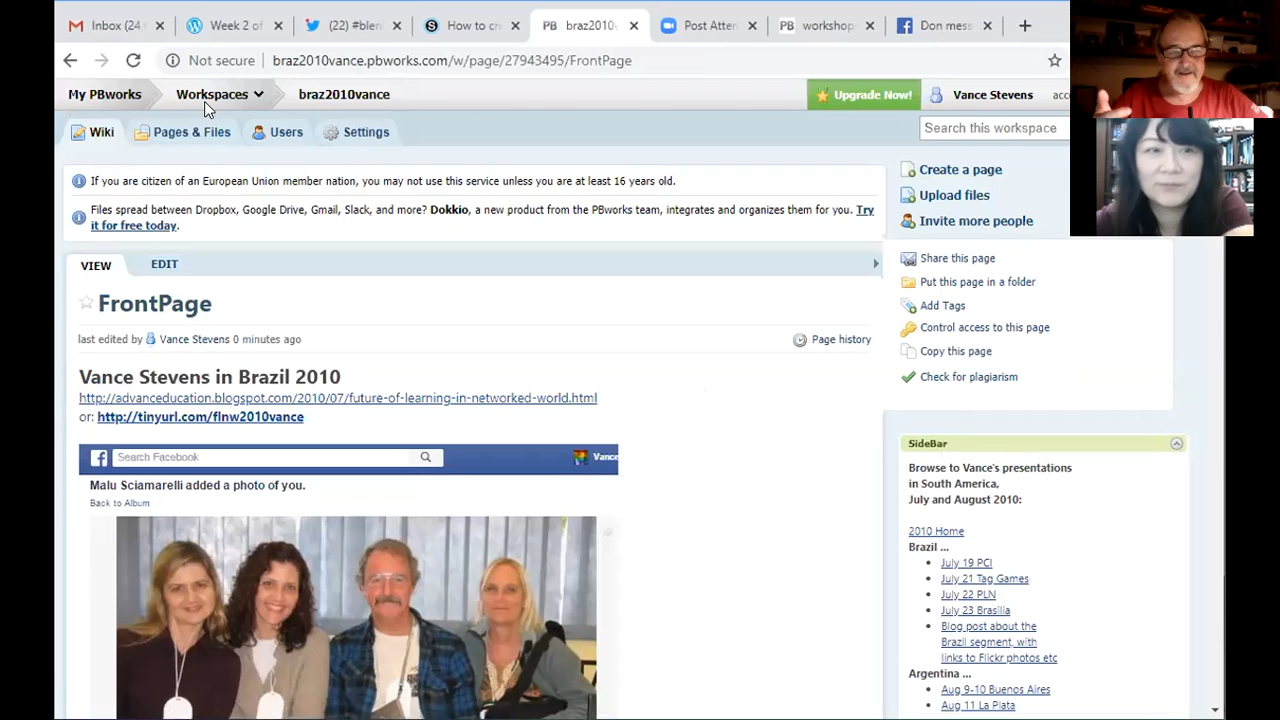 Inbox (24,
Week 2 of
(22) #blen
How to cre
PB braz2010
Post Atten
PB workshop
Don mess
Not secure braz2010vance.pbworks.com/w/page/27943495/FrontPage
My PBworks Workspaces braz2010vance Upgrade Now! Vance Stevens acc
Wiki Pages & Files Users Settings Search this workspace
If you are citizen of an European Union member nation, you may not use this service unless you are at least 16 years old.
Files spread between Dropbox, Google Drive, Gmail, Slack, and more? Dokkio, a new product from the PBworks team, integrates and organizes them for you. Try
it for free today.
Create a page
Upload files
Invite more people
Share this page
Put this page in a folder
Add Tags
Control access to this page
Copy this page
Check for plagiarism
VIEW EDIT
FrontPage
last edited by Vance Stevens 0 minutes ago Page history
Vance Stevens in Brazil 2010
http://advanceducation.blogspot.com/2010/07/future-of-learning-in-networked-world.html
or: http://tinyurl.com/flnw2010vance
f Search Facebook Vance
Malu Sciamarelli added a photo of you.
Back to Album
SideBar
Browse to Vance's presentations
in South America,
July and August 2010:
2010 Home
Brazil ...
July 19 PCI
July 21 Tag Games
July 22 PLN
July 23 Brasilia
Blog post about the
Brazil segment, with
links to Flickr photos etc
Argentina ...
Aug 9-10 Buenos Aires
Aug 11 La Plata